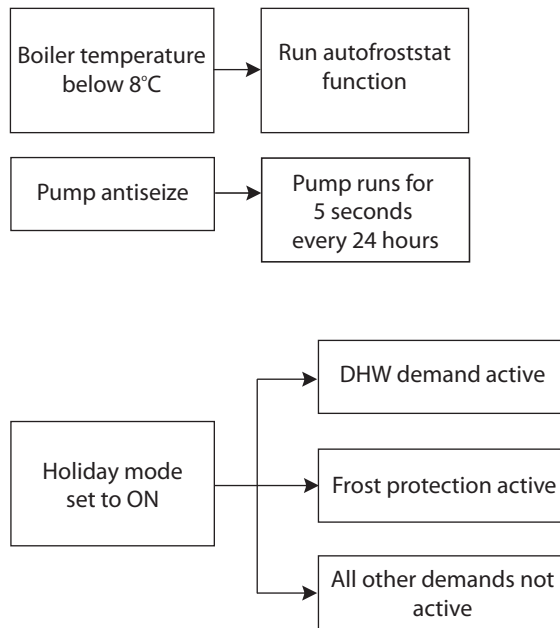 Boiler temperature
below 8°C
Run autofroststat
function
Pump antiseize
Pump runs for
5 seconds
every 24 hours
Holiday mode
set to ON
DHW demand active
Frost protection active
All other demands not
active